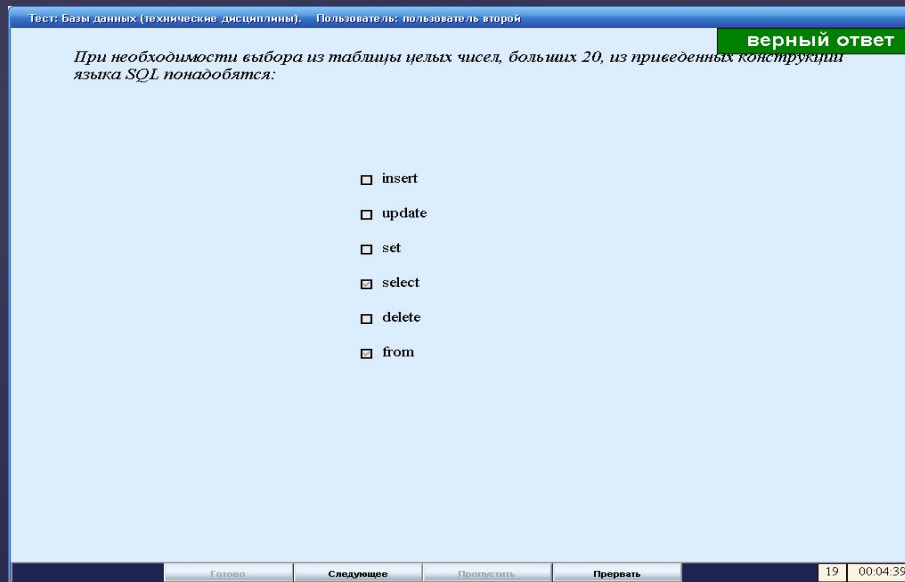 Тест: Базы данных (технические дисциплины). Пользователь: пользователь второй
верный ответ
При необходимости выбора из таблицы целых чисел, больших 20, из приведенных конструкции
языка SQL понадобятся:
insert
update
set
select
delete
from
Готово Следующее Пропустить Прервать 19 00:04:39